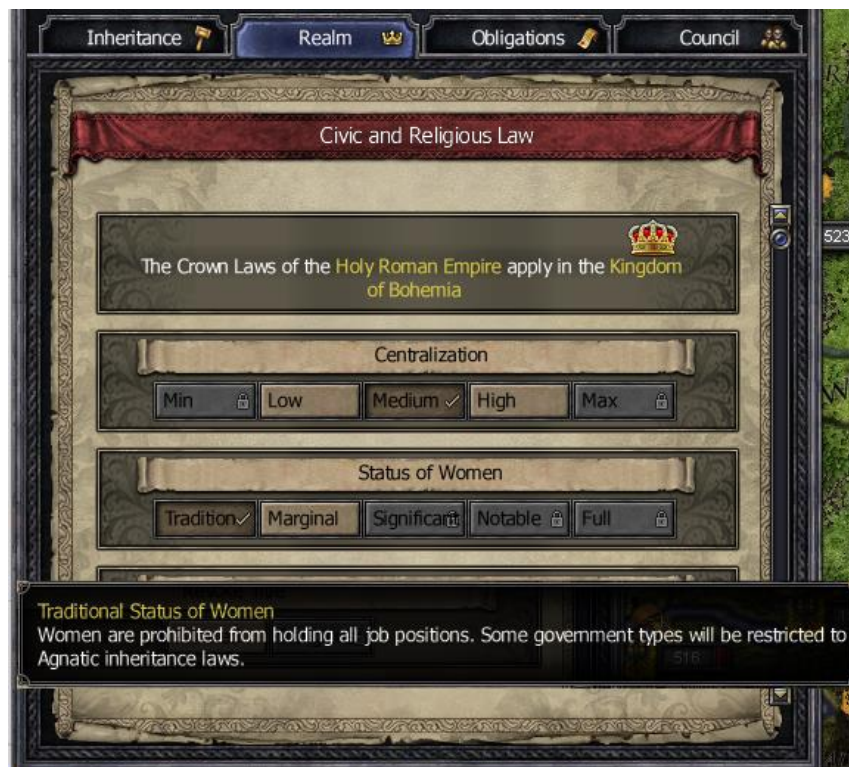 Inheritance
Realm
Obligations
Council
Civic and Religious Law
The Crown Laws of the Holy Roman Empire apply in the Kingdom
of Bohemia
523
Centralization
Min
Low
Medium
High
Max
Status of Women
Tradition
Marginal
Significant
Notable
Full
Traditional Status of Women
Women are prohibited from holding all job positions. Some government types will be restricted to
Agnatic inheritance laws.
516